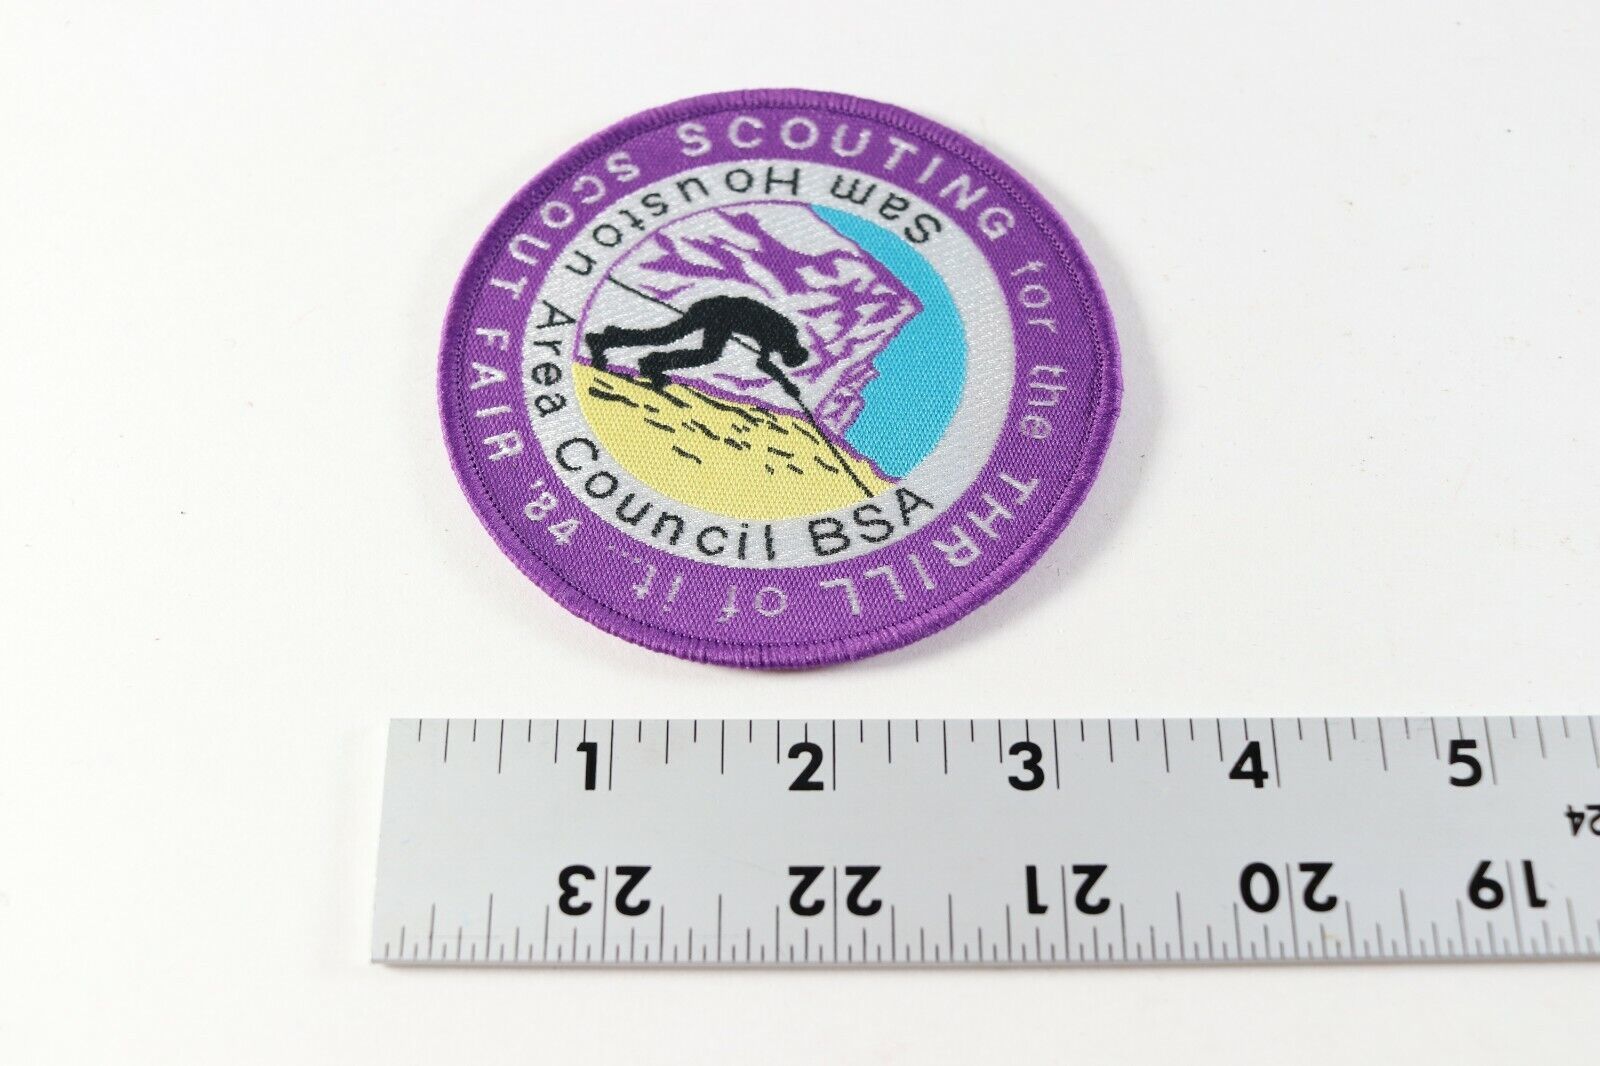 SCOUTING for the THRILL of it...
SCOUT FAIR '84
Sam Houston Area Council BSA
1 2 3 4 5
24
23 22 21 20 19